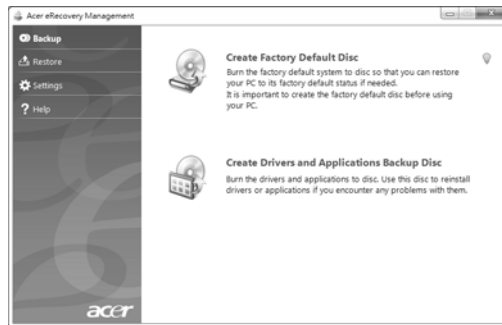 Acer eRecovery Management
Backup
Restore
Settings
Help
Create Factory Default Disc
Burn the factory default system to disc so that you can restore
your PC to its factory default status if needed.
It is important to create the factory default disc before using
your PC.
Create Drivers and Applications Backup Disc
Burn the drivers and applications to disc. Use this disc to reinstall
drivers or applications if you encounter any problems with them.
acer